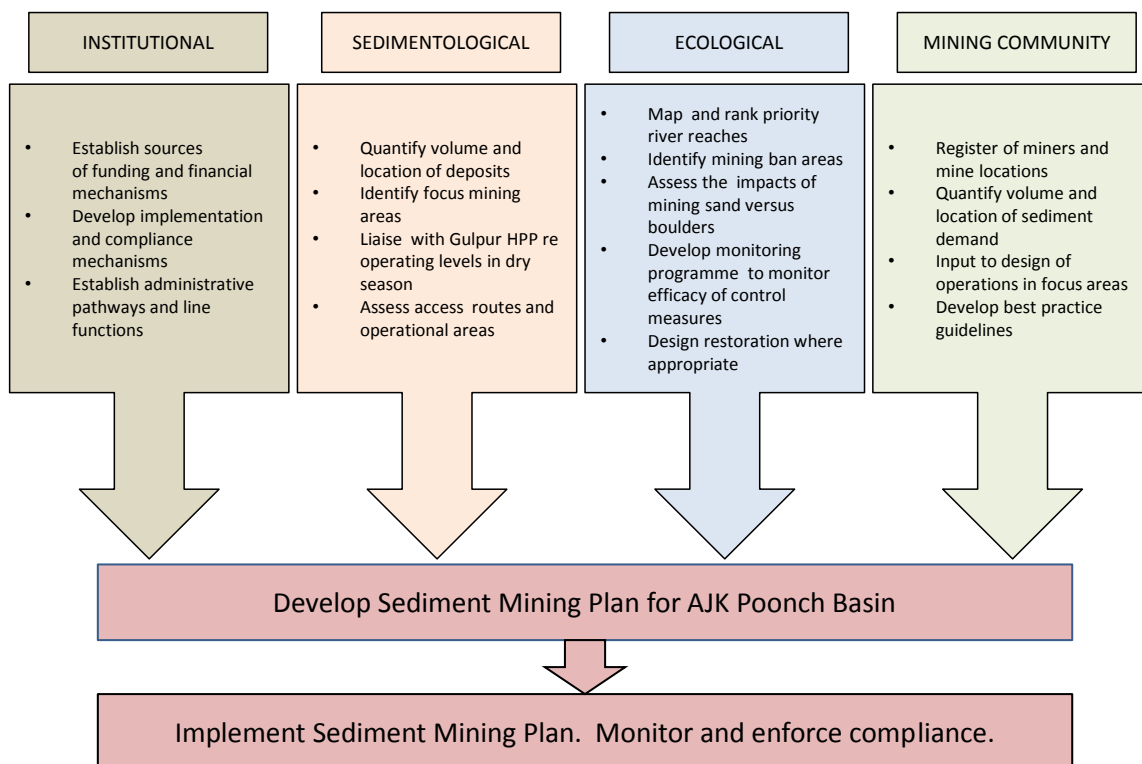 INSTITUTIONAL
• Establish sources
of funding and financial
mechanisms
• Develop implementation
and compliance
mechanisms
• Establish administrative
pathways and line
functions
SEDIMENTOLOGICAL
• Quantify volume and
location of deposits
• Identify focus mining
areas
• Liaise with Gulpur HPP re
operating levels in dry
season
• Assess access routes and
operational areas
ECOLOGICAL
• Map and rank priority
river reaches
• Identify mining ban areas
• Assess the impacts of
mining sand versus
boulders
• Develop monitoring
programme to monitor
efficacy of control
measures
• Design restoration where
appropriate
MINING COMMUNITY
• Register of miners and
mine locations
• Quantify volume and
location of sediment
demand
• Input to design of
operations in focus areas
• Develop best practice
guidelines
Develop Sediment Mining Plan for AJK Poonch Basin
Implement Sediment Mining Plan. Monitor and enforce compliance.